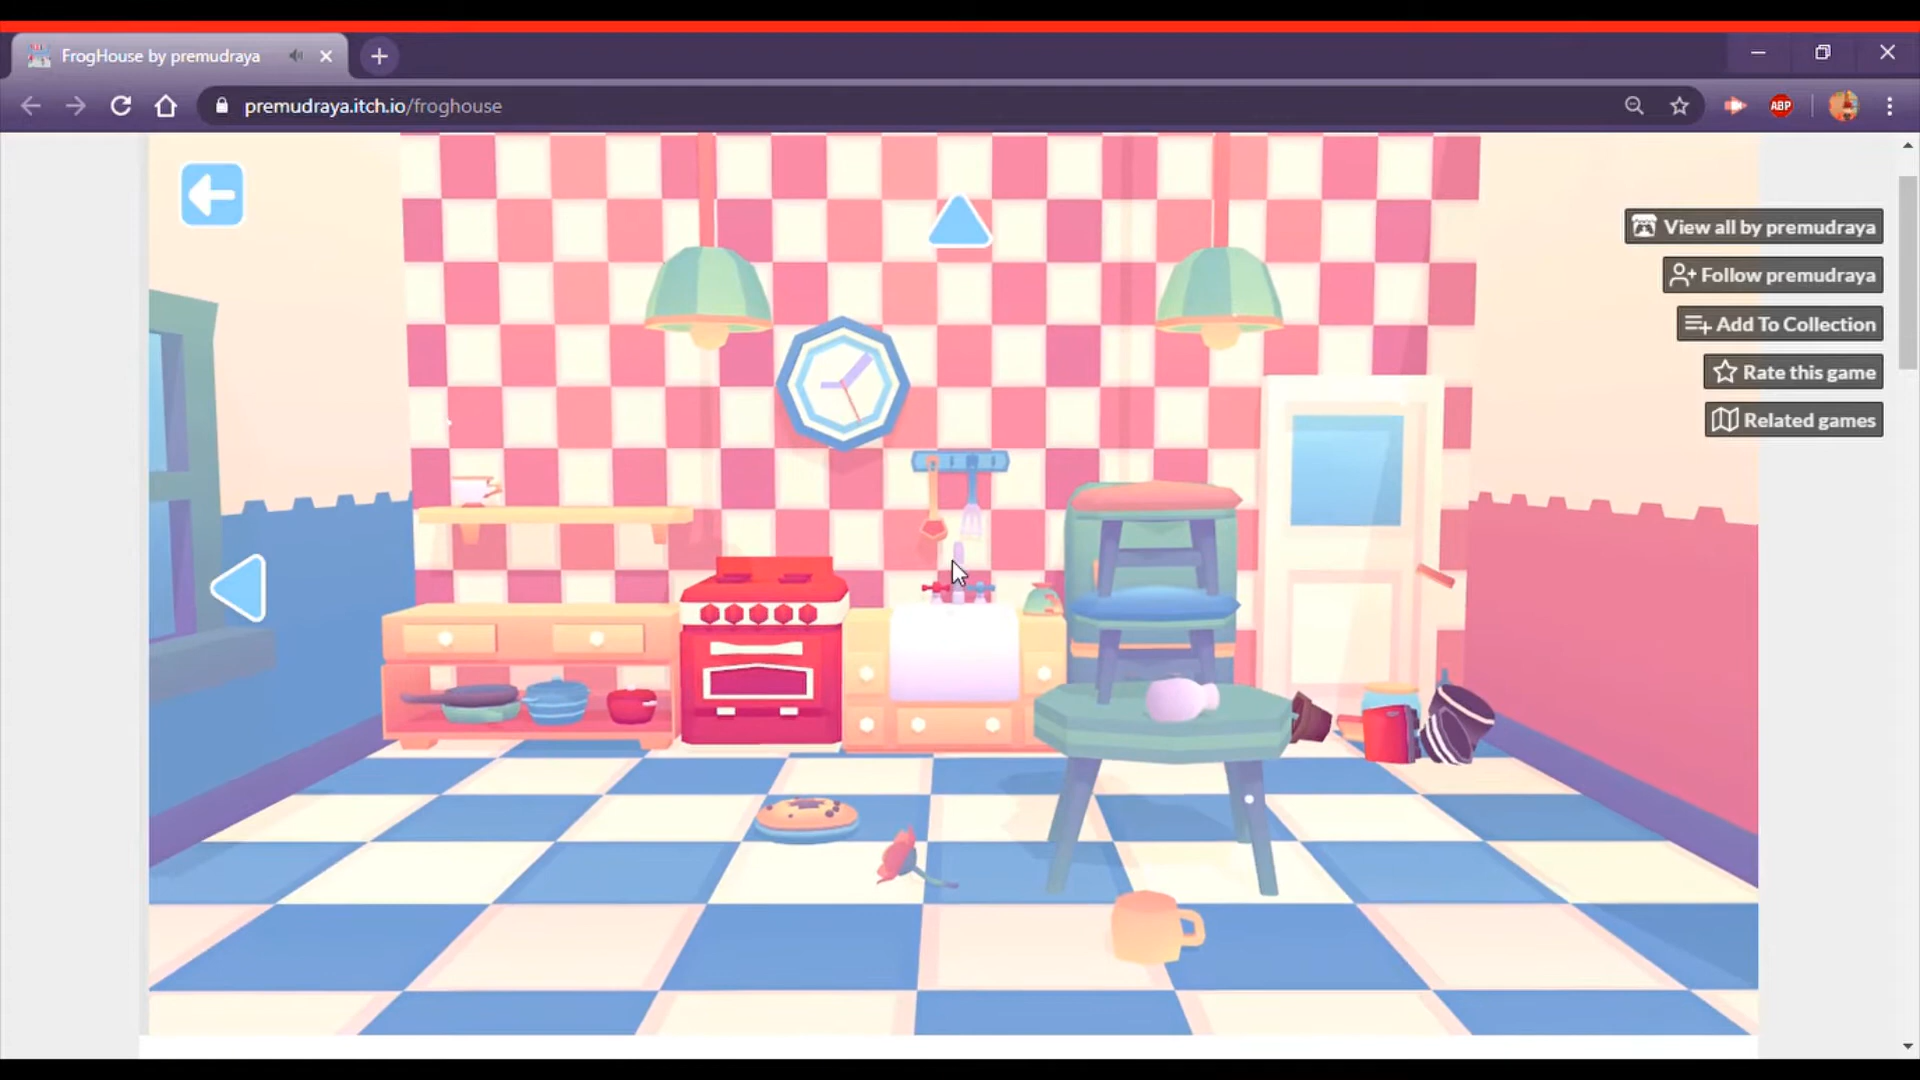 FrogHouse by premudraya
premudraya.itch.io/froghouse
ABP
View all by premudraya
Follow premudraya
Add To Collection
Rate this game
Related games